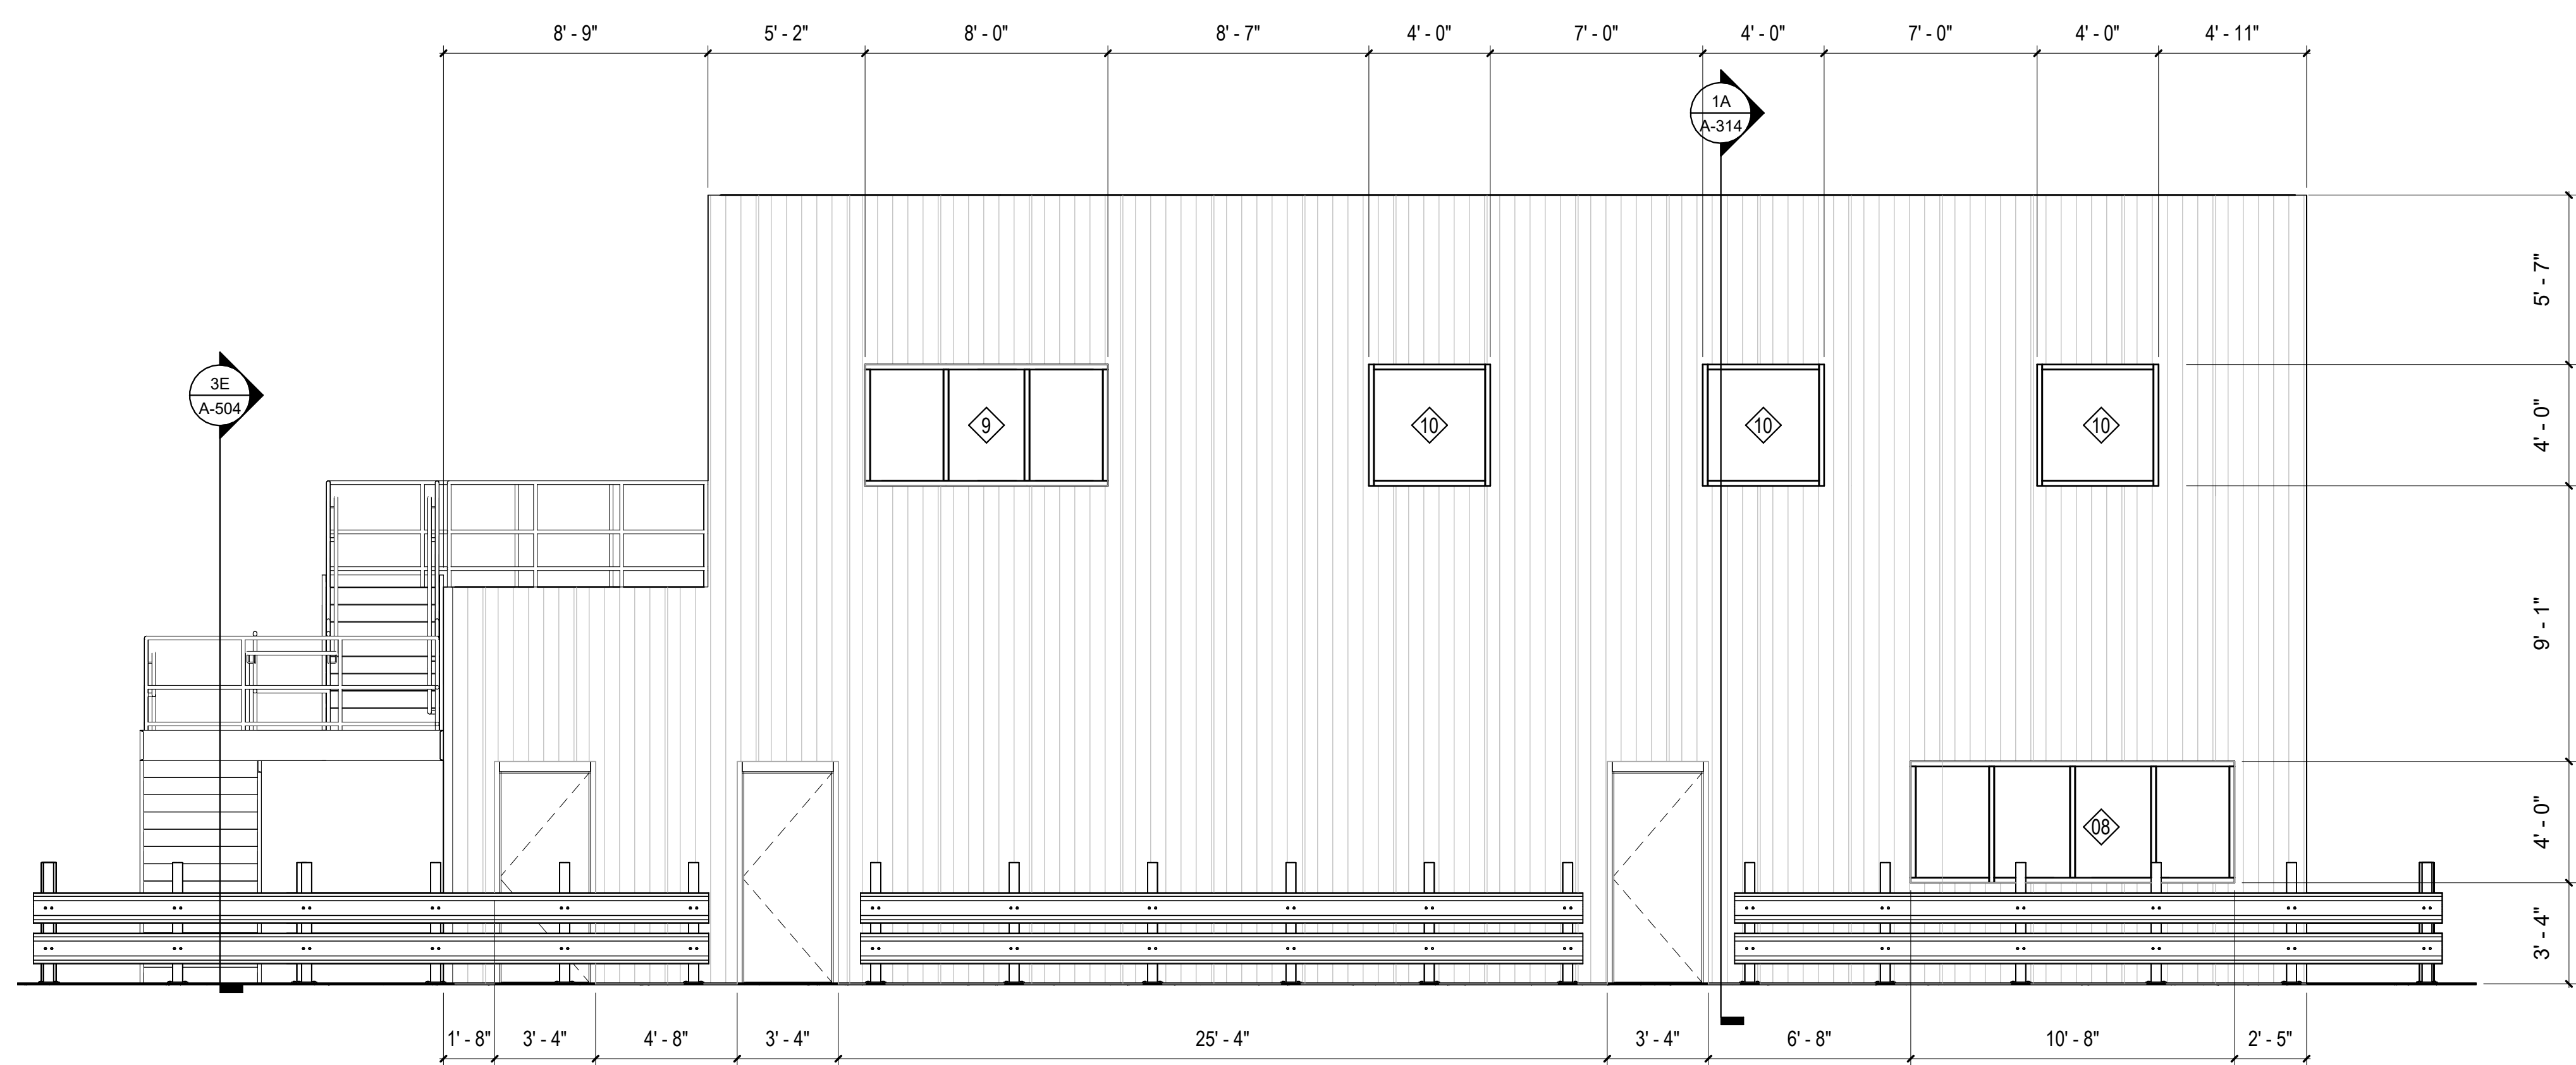 8' - 9" 5' - 2" 8' - 0" 8' - 7" 4' - 0" 7' - 0" 4' - 0" 7' - 0" 4' - 0" 4' - 11"
1A
A-314
5' - 7"
3E
A-504
9 10 10 10
4' - 0"
9' - 1"
08
4' - 0"
3' - 4"
1' - 8" 3' - 4" 4' - 8" 3' - 4" 25' - 4" 3' - 4" 6' - 8" 10' - 8" 2' - 5"